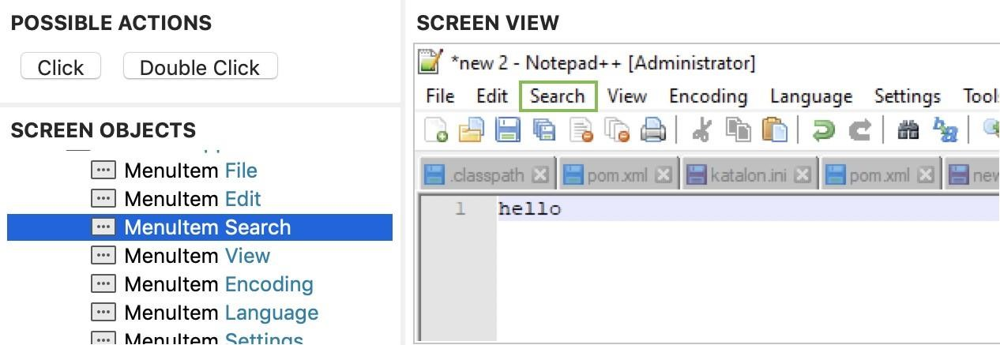 POSSIBLE ACTIONS
Click
Double Click
SCREEN OBJECTS
MenuItem File
MenuItem Edit
MenuItem Search
MenuItem View
MenuItem Encoding
MenuItem Language
MenuItem Settings
SCREEN VIEW
*new 2 - Notepad++ [Administrator]
File Edit Search View Encoding Language Settings Tools
.classpath pom.xml katalon.ini pom.xml new
1 hello